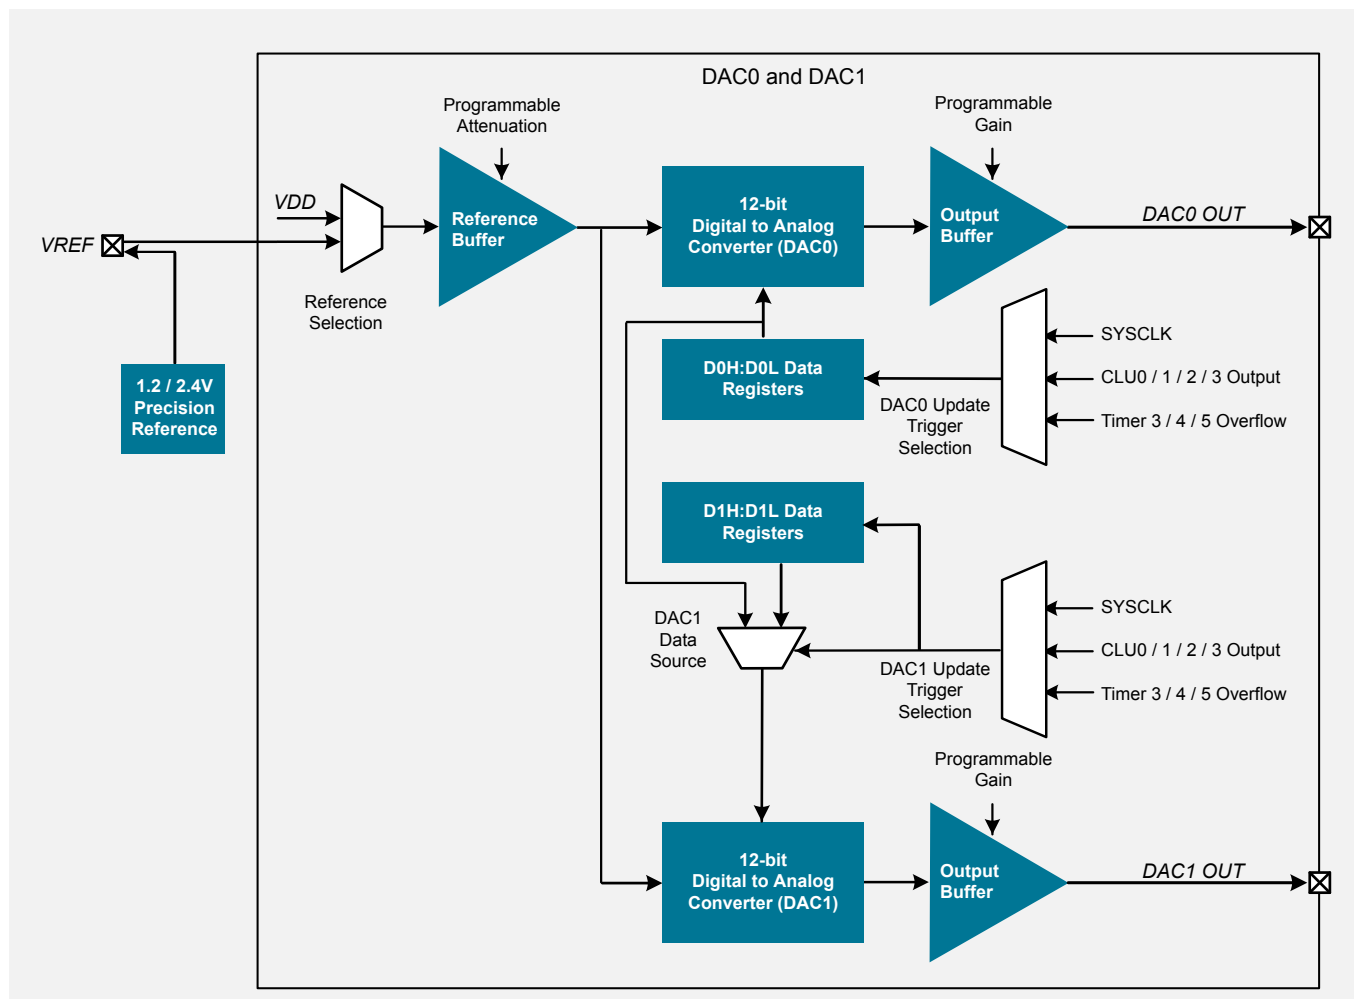 DAC0 and DAC1
Programmable
Attenuation
Programmable
Gain
VDD
VREF
Reference
Selection
Reference
Buffer
12-bit
Digital to Analog
Converter (DAC0)
Output
Buffer
DAC0 OUT
1.2 / 2.4V
Precision
Reference
D0H:D0L Data
Registers
DAC0 Update
Trigger
Selection
SYSCLK
CLU0 / 1 / 2 / 3 Output
Timer 3 / 4 / 5 Overflow
D1H:D1L Data
Registers
DAC1
Data
Source
DAC1 Update
Trigger
Selection
SYSCLK
CLU0 / 1 / 2 / 3 Output
Timer 3 / 4 / 5 Overflow
Programmable
Gain
12-bit
Digital to Analog
Converter (DAC1)
Output
Buffer
DAC1 OUT